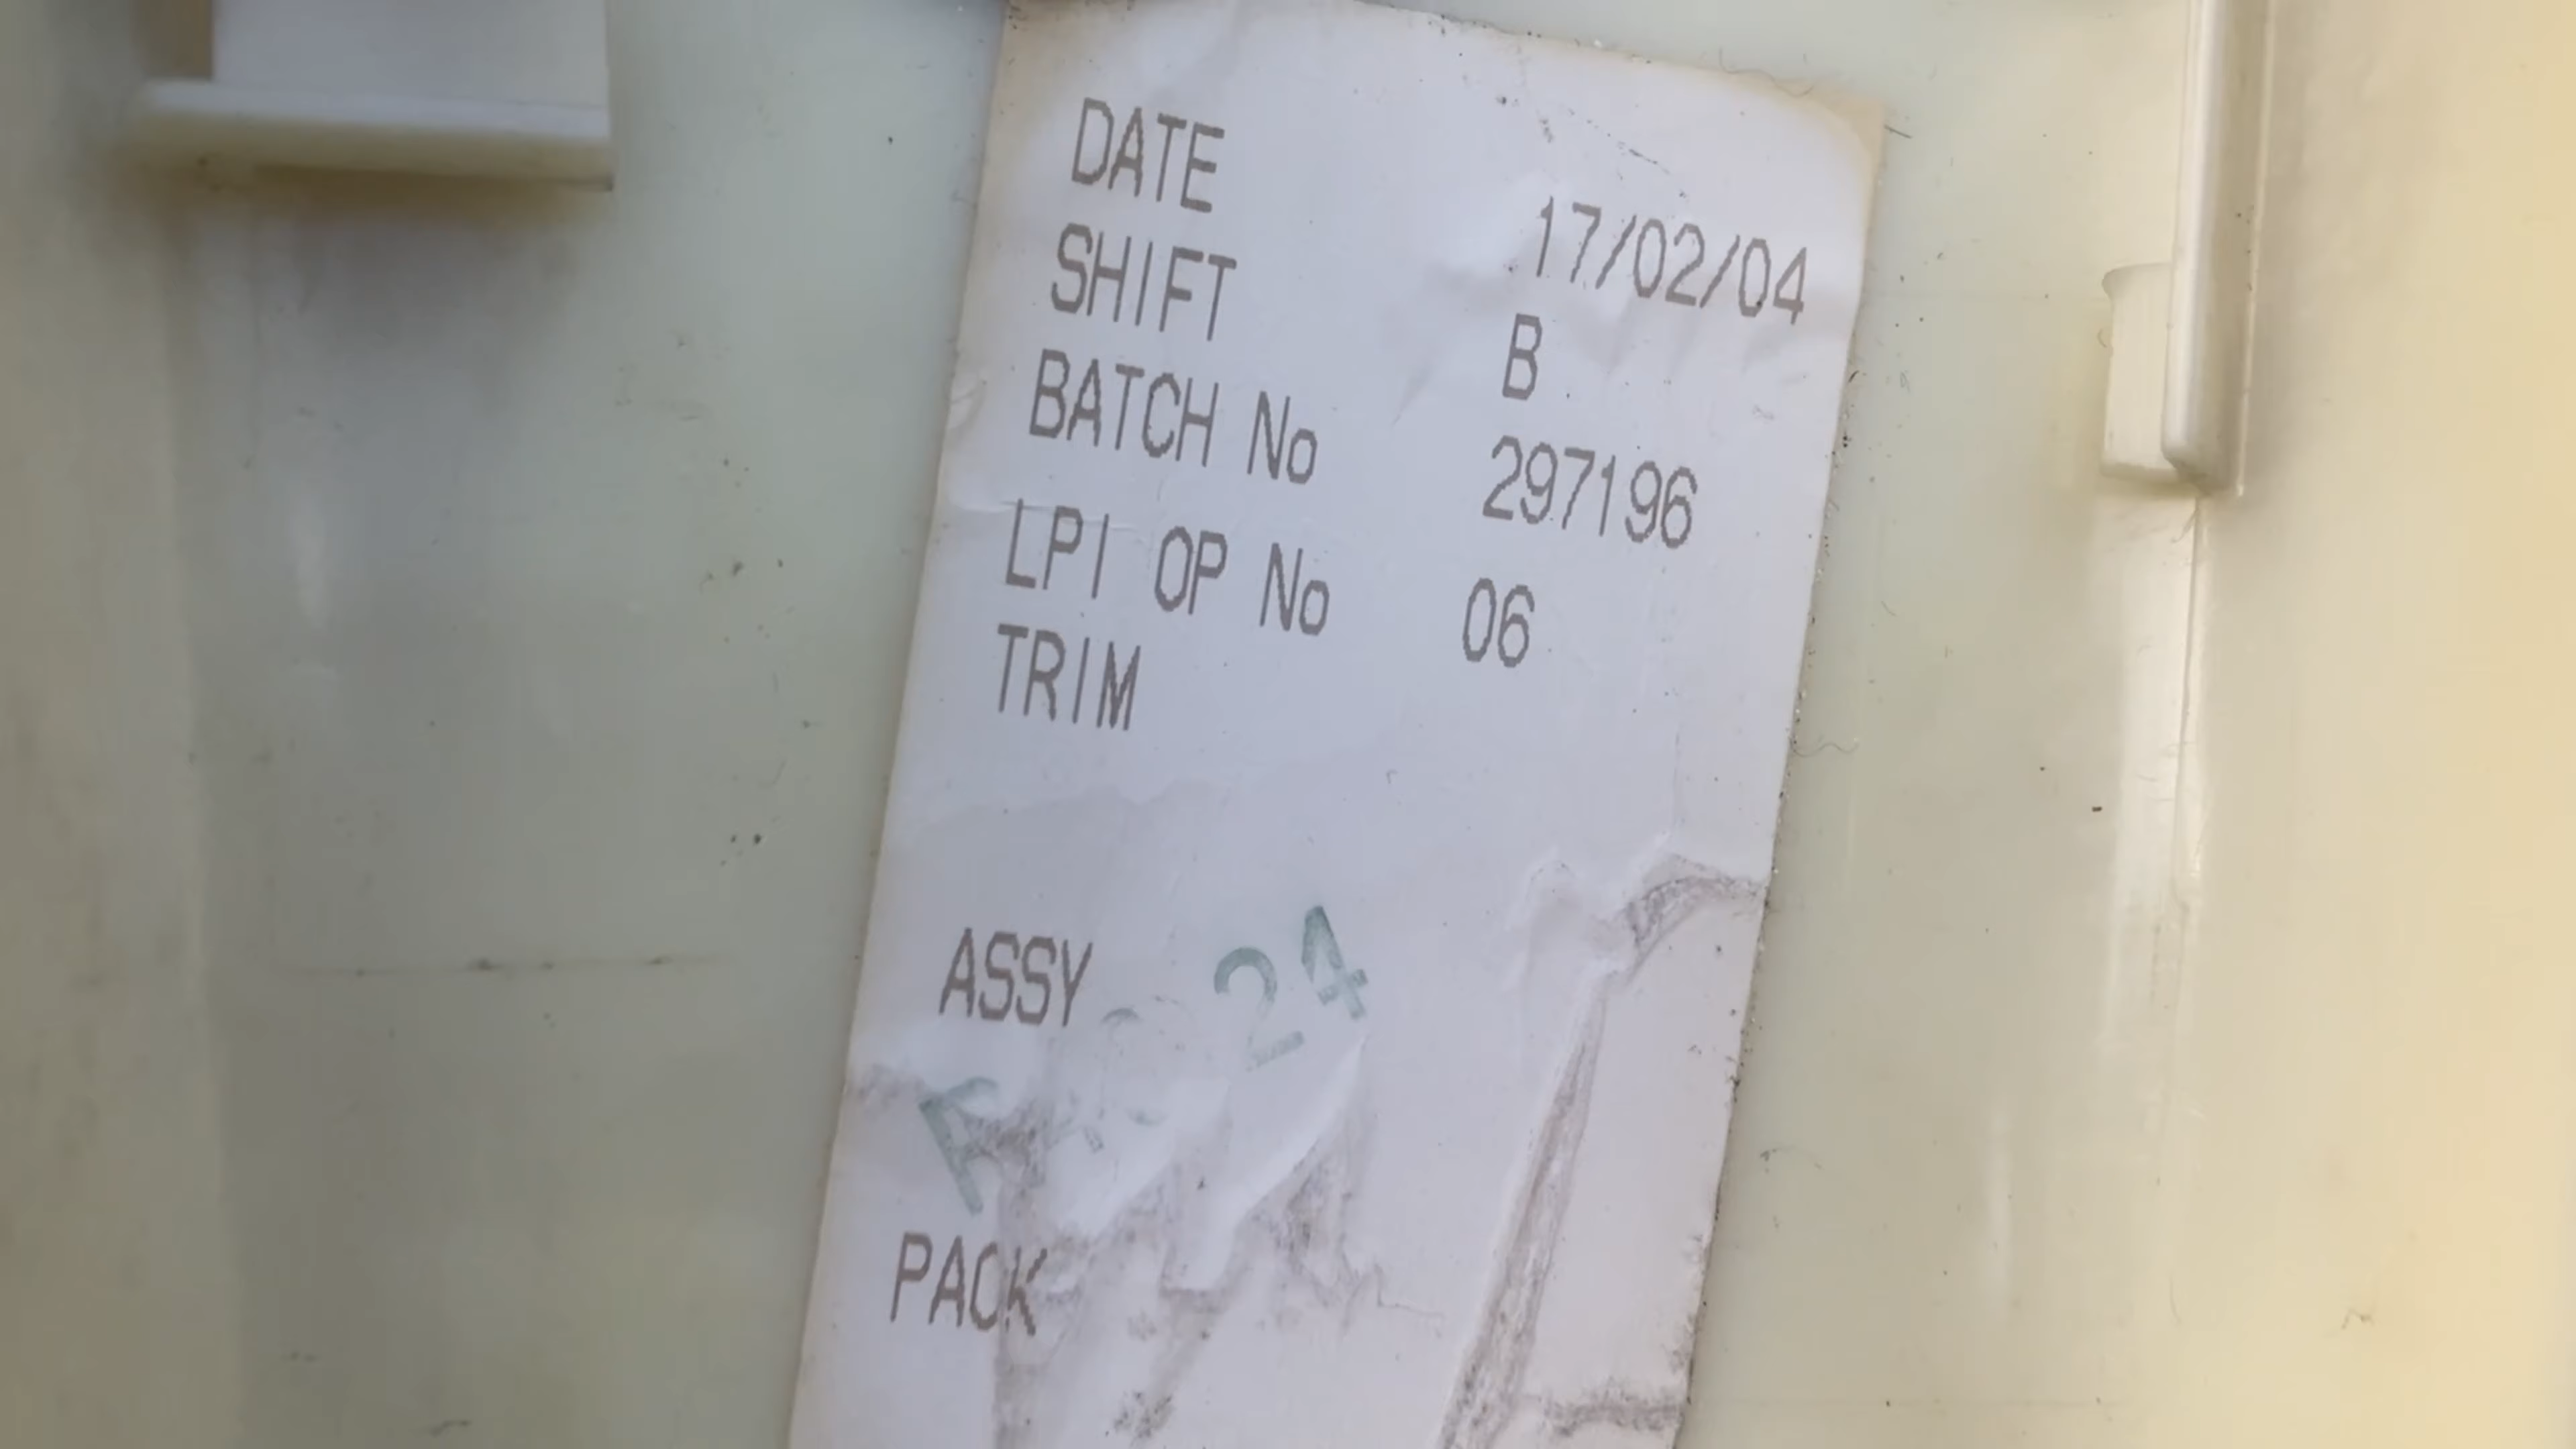 DATE 17/02/04
SHIFT B
BATCH No 297196
LPI OP No 06
TRIM
ASSY
24
PACK